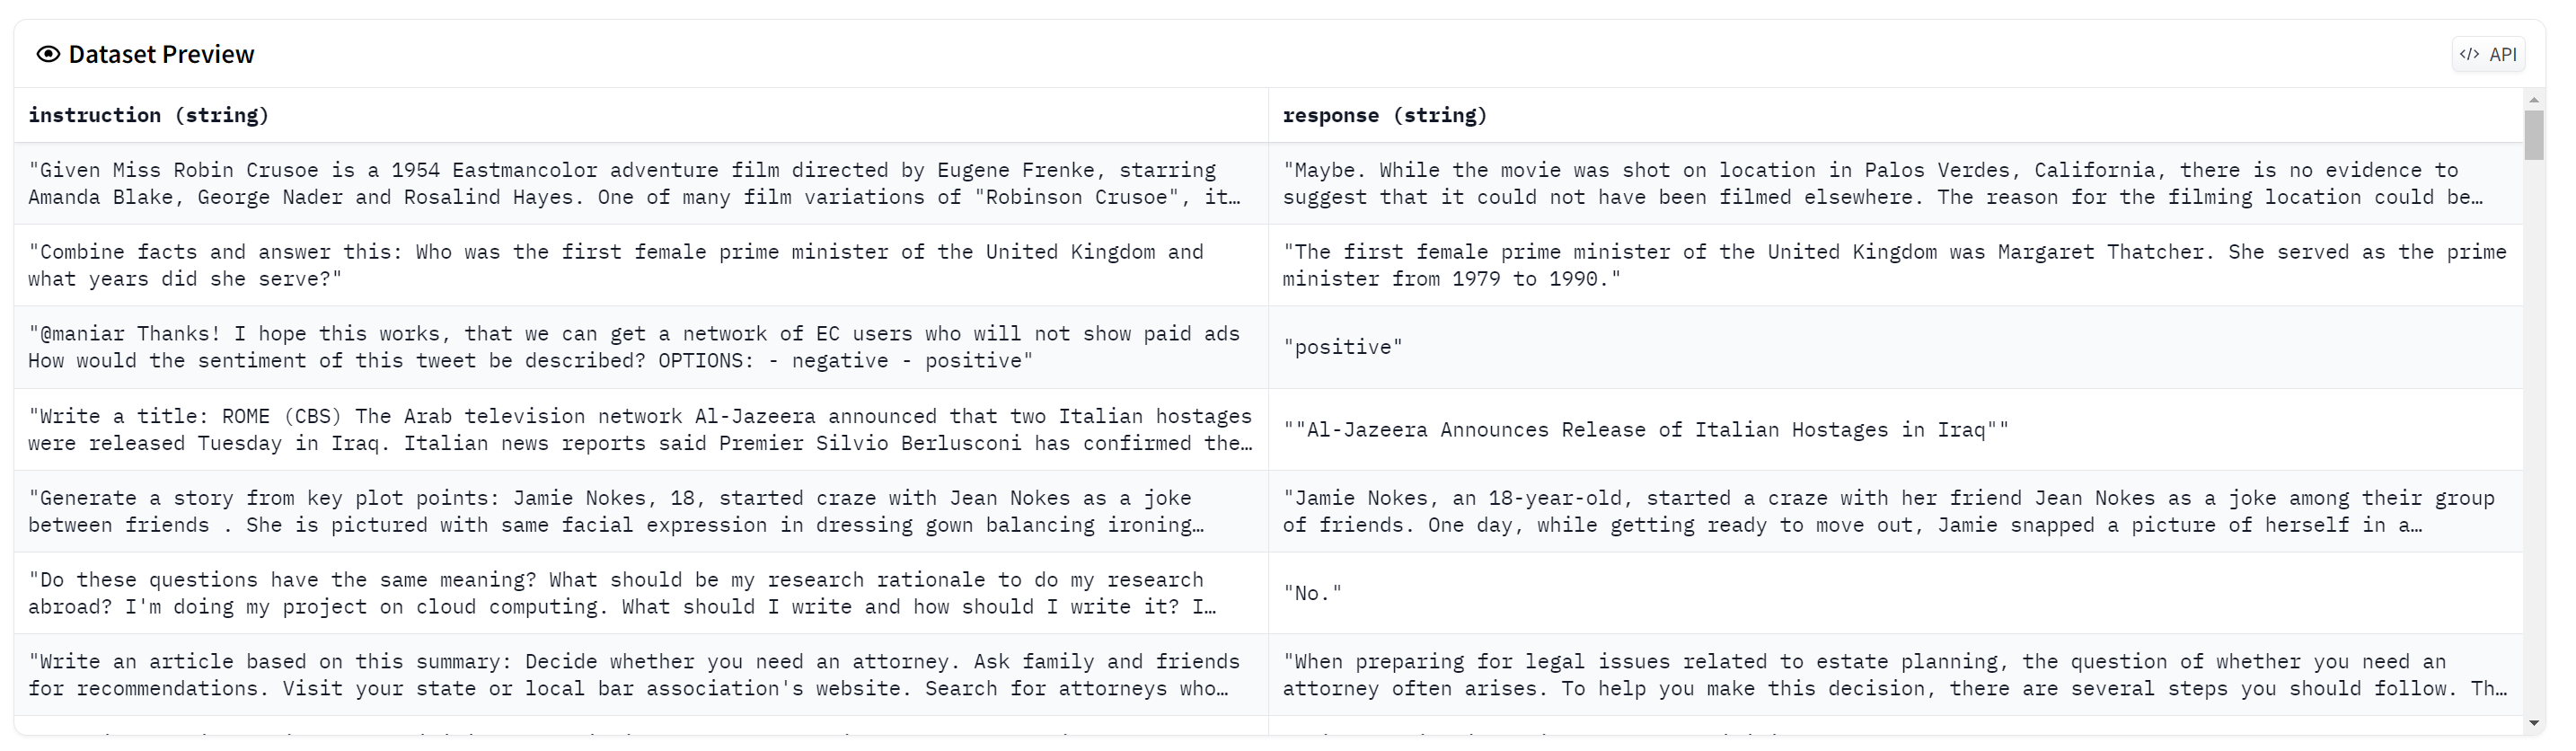 Dataset Preview
</> API
instruction (string)
response (string)
"Given Miss Robin Crusoe is a 1954 Eastmancolor adventure film directed by Eugene Frenke, starring
Amanda Blake, George Nader and Rosalind Hayes. One of many film variations of "Robinson Crusoe", it…
"Maybe. While the movie was shot on location in Palos Verdes, California, there is no evidence to
suggest that it could not have been filmed elsewhere. The reason for the filming location could be…
"Combine facts and answer this: Who was the first female prime minister of the United Kingdom and
what years did she serve?"
"The first female prime minister of the United Kingdom was Margaret Thatcher. She served as the prime
minister from 1979 to 1990."
"@maniar Thanks! I hope this works, that we can get a network of EC users who will not show paid ads
How would the sentiment of this tweet be described? OPTIONS: - negative - positive"
"positive"
"Write a title: ROME (CBS) The Arab television network Al-Jazeera announced that two Italian hostages
were released Tuesday in Iraq. Italian news reports said Premier Silvio Berlusconi has confirmed the…
""Al-Jazeera Announces Release of Italian Hostages in Iraq""
"Generate a story from key plot points: Jamie Nokes, 18, started craze with Jean Nokes as a joke
between friends . She is pictured with same facial expression in dressing gown balancing ironing…
"Jamie Nokes, an 18-year-old, started a craze with her friend Jean Nokes as a joke among their group
of friends. One day, while getting ready to move out, Jamie snapped a picture of herself in a…
"Do these questions have the same meaning? What should be my research rationale to do my research
abroad? I'm doing my project on cloud computing. What should I write and how should I write it? I…
"No."
"Write an article based on this summary: Decide whether you need an attorney. Ask family and friends
for recommendations. Visit your state or local bar association's website. Search for attorneys who…
"When preparing for legal issues related to estate planning, the question of whether you need an
attorney often arises. To help you make this decision, there are several steps you should follow. Th…